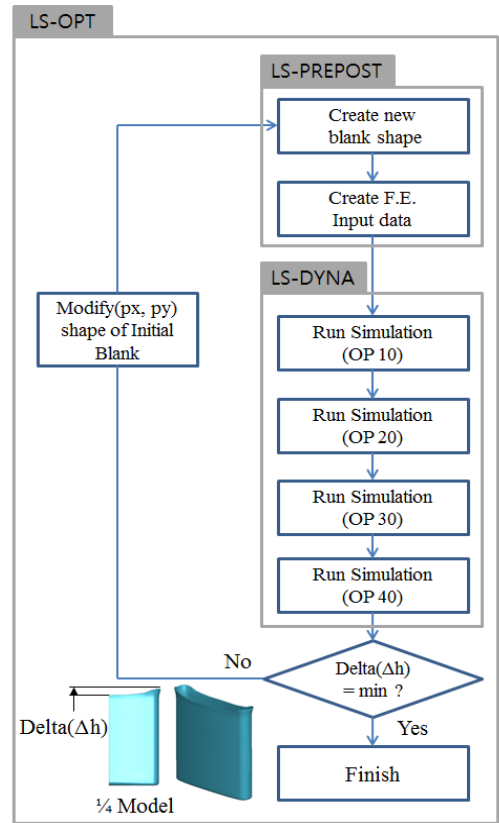 LS-OPT
LS-PREPOST
Create new
blank shape
Create F.E.
Input data
LS-DYNA
Modify(px, py)
shape of Initial
Blank
Run Simulation
(OP 10)
Run Simulation
(OP 20)
Run Simulation
(OP 30)
Run Simulation
(OP 40)
No
Delta(Δh)
= min ?
Yes
Delta(Δh)
Finish
¼ Model